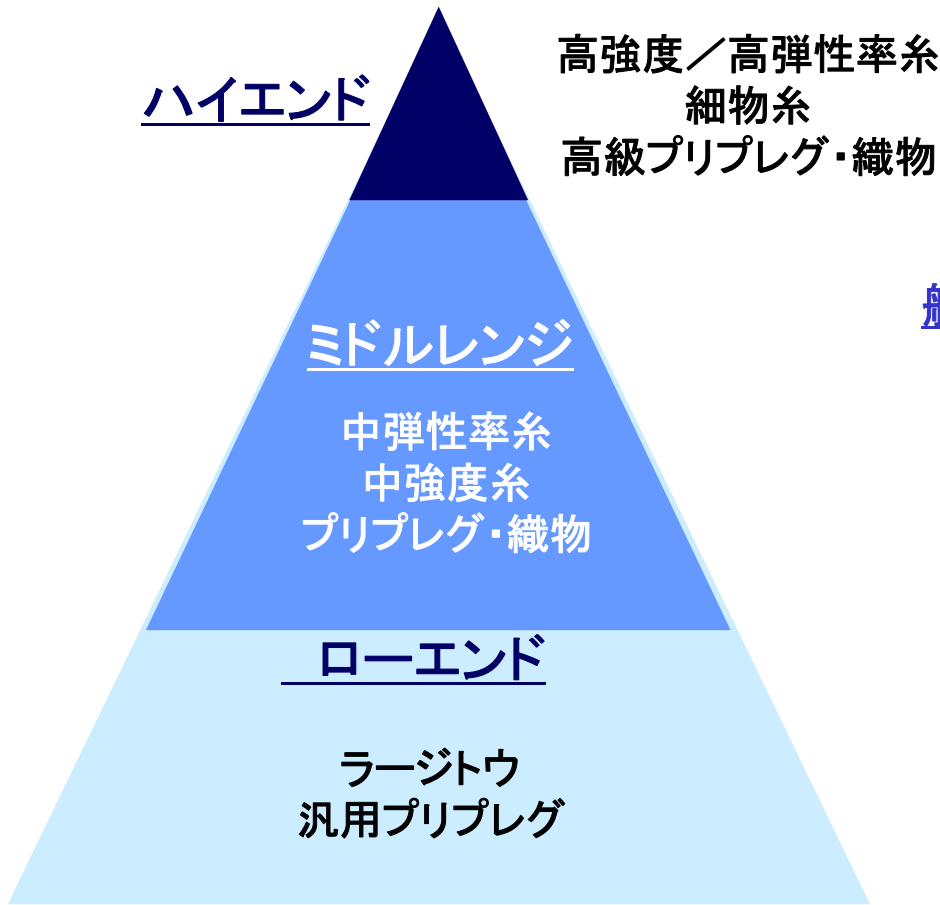 ハイエンド
高強度／高弾性率糸
細物糸
高級プリプレグ・織物
ミドルレンジ
中弾性率糸
中強度糸
プリプレグ・織物
ローエンド
ラージトウ
汎用プリプレグ